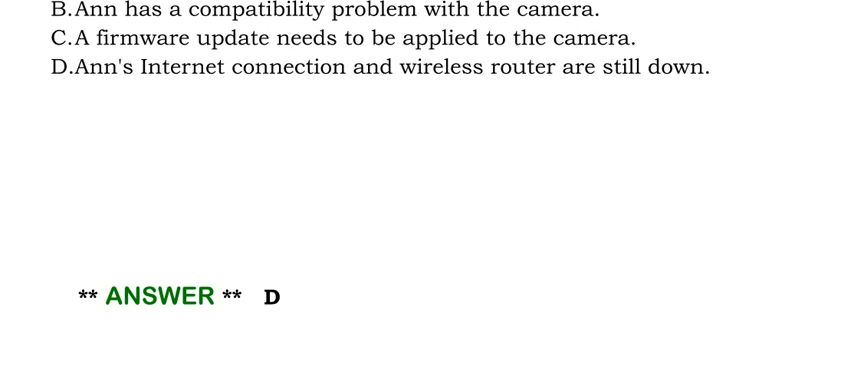 B.Ann has a compatibility problem with the camera.
C.A firmware update needs to be applied to the camera.
D.Ann's Internet connection and wireless router are still down.
** ANSWER ** D